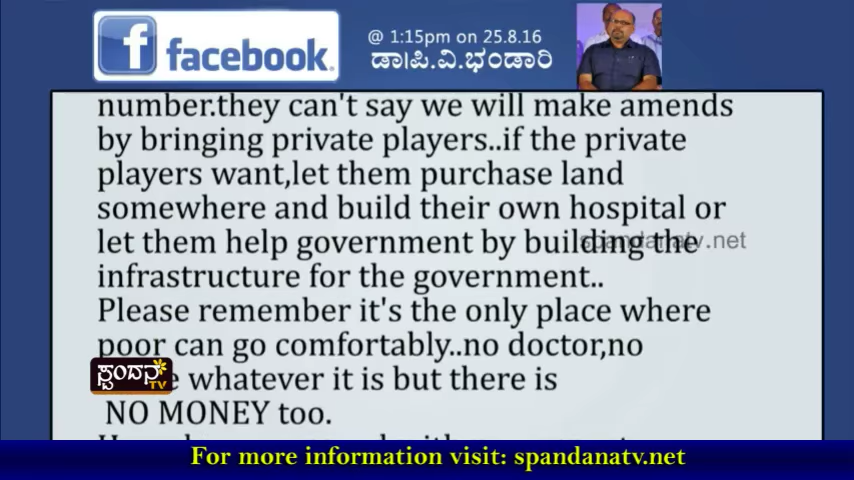 facebook
@ 1:15pm on 25.8.16
ಡಾ|ಪಿ.ವಿ.ಭಂಡಾರಿ
number.they can't say we will make amends
by bringing private players..if the private
players want,let them purchase land
somewhere and build their own hospital or
let them help government by building the
spandanatv.net
infrastructure for the government..
Please remember it's the only place where
poor can go comfortably..no doctor,no
ಸ್ಪಂದನ TV
whatever it is but there is
NO MONEY too.
For more information visit: spandanatv.net